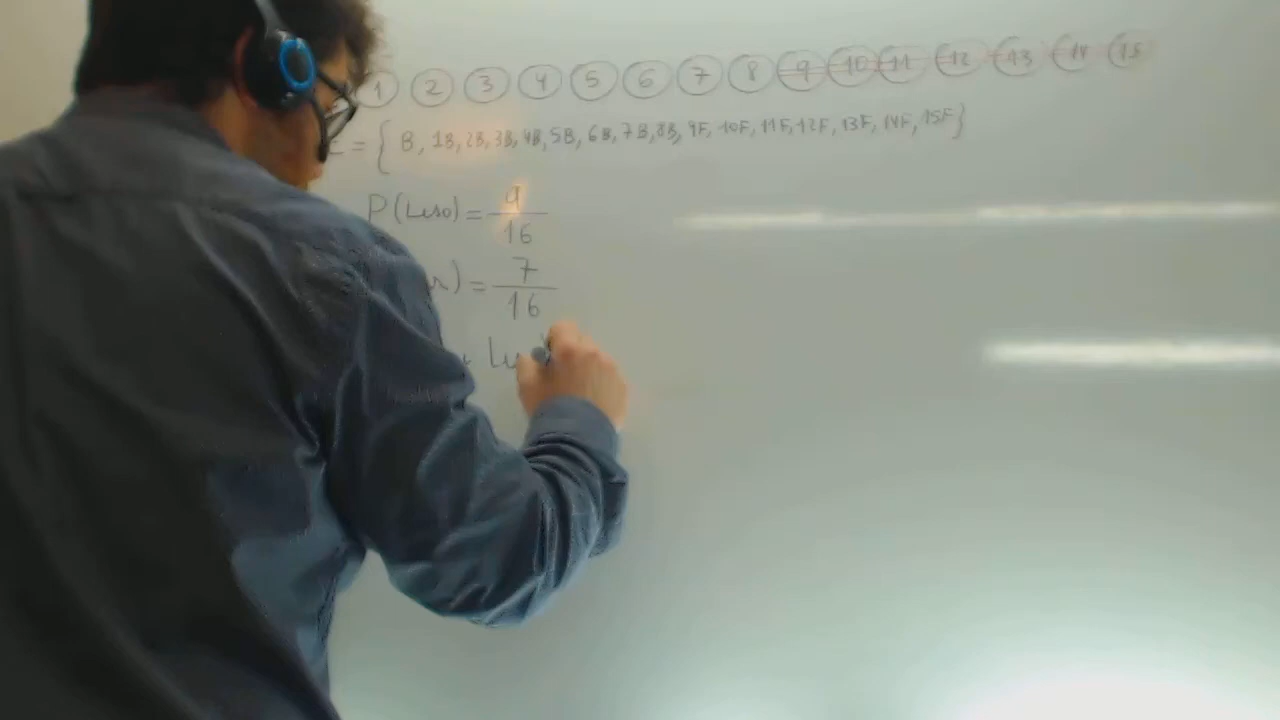 1 2 3 4 5 6 7 8 9 10 11 12 13 14 15
= { B, 1B, 2B, 3B, 4B, 5B, 6B, 7B, 8B, 9F, 10F, 11F, 12F, 13F, 14F, 15F }
P(Liso) = 9/16
) = 7/16